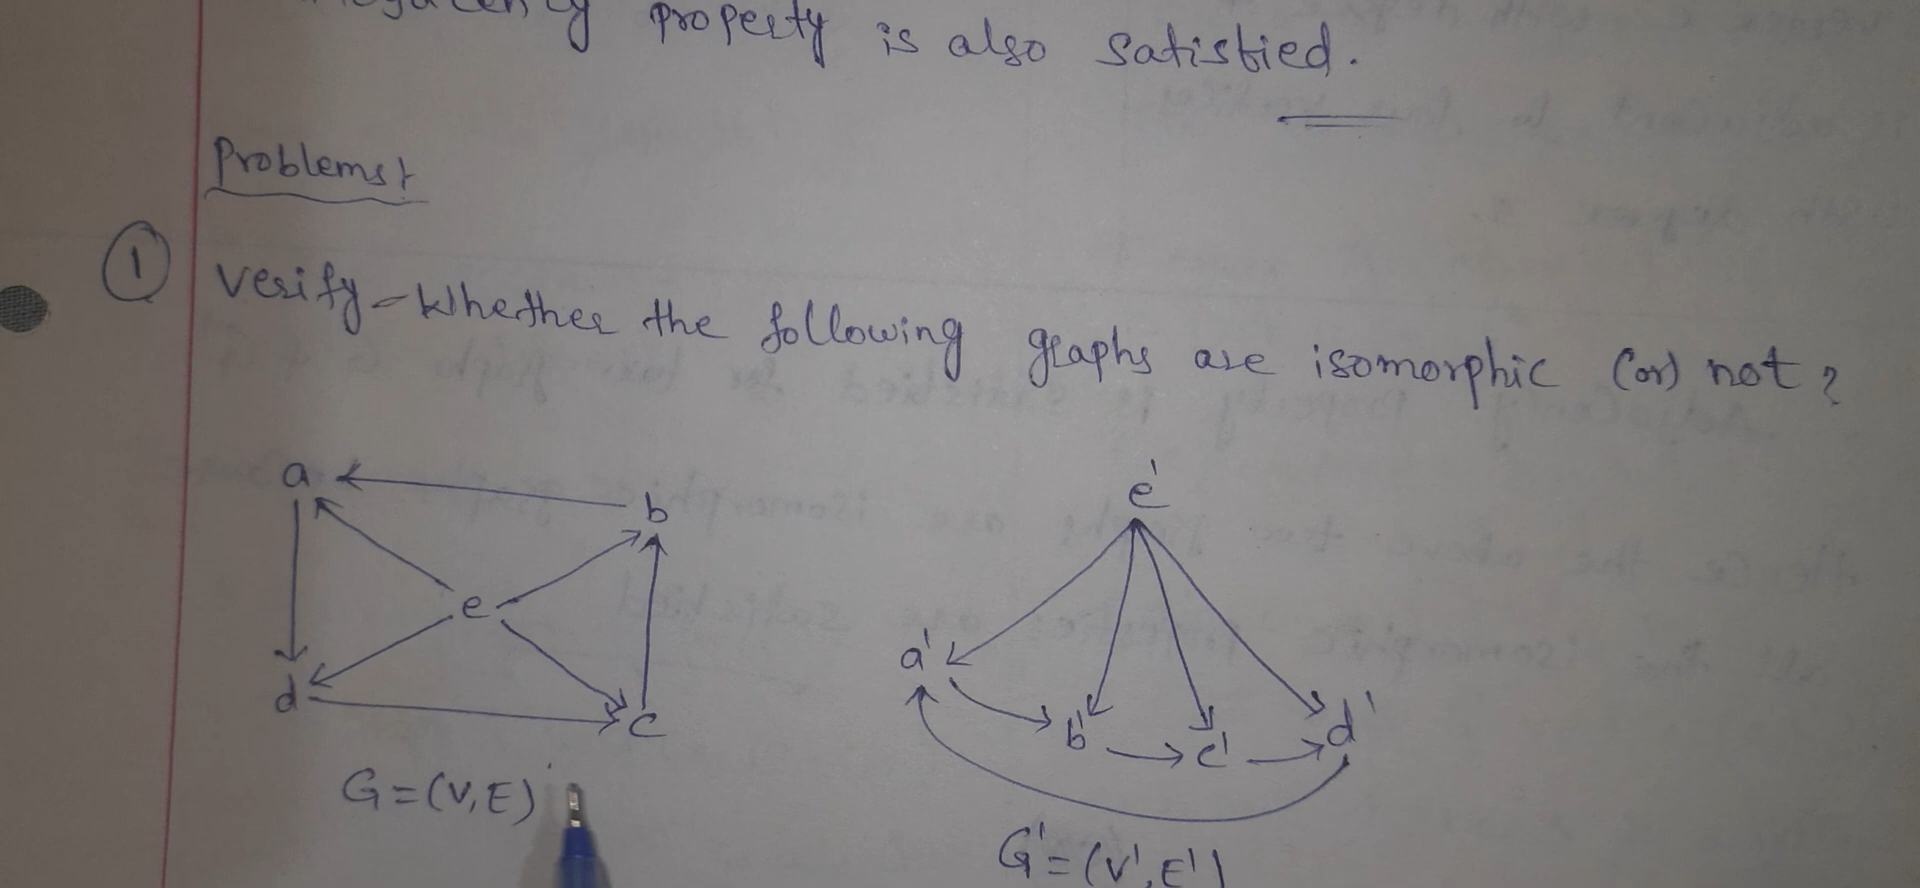 property is also satisfied.
Problems:
① Verify whether the following graphs are isomorphic (or) not?
a b e d c
G=(V,E)
e' a' b' c' d'
G'=(V',E')